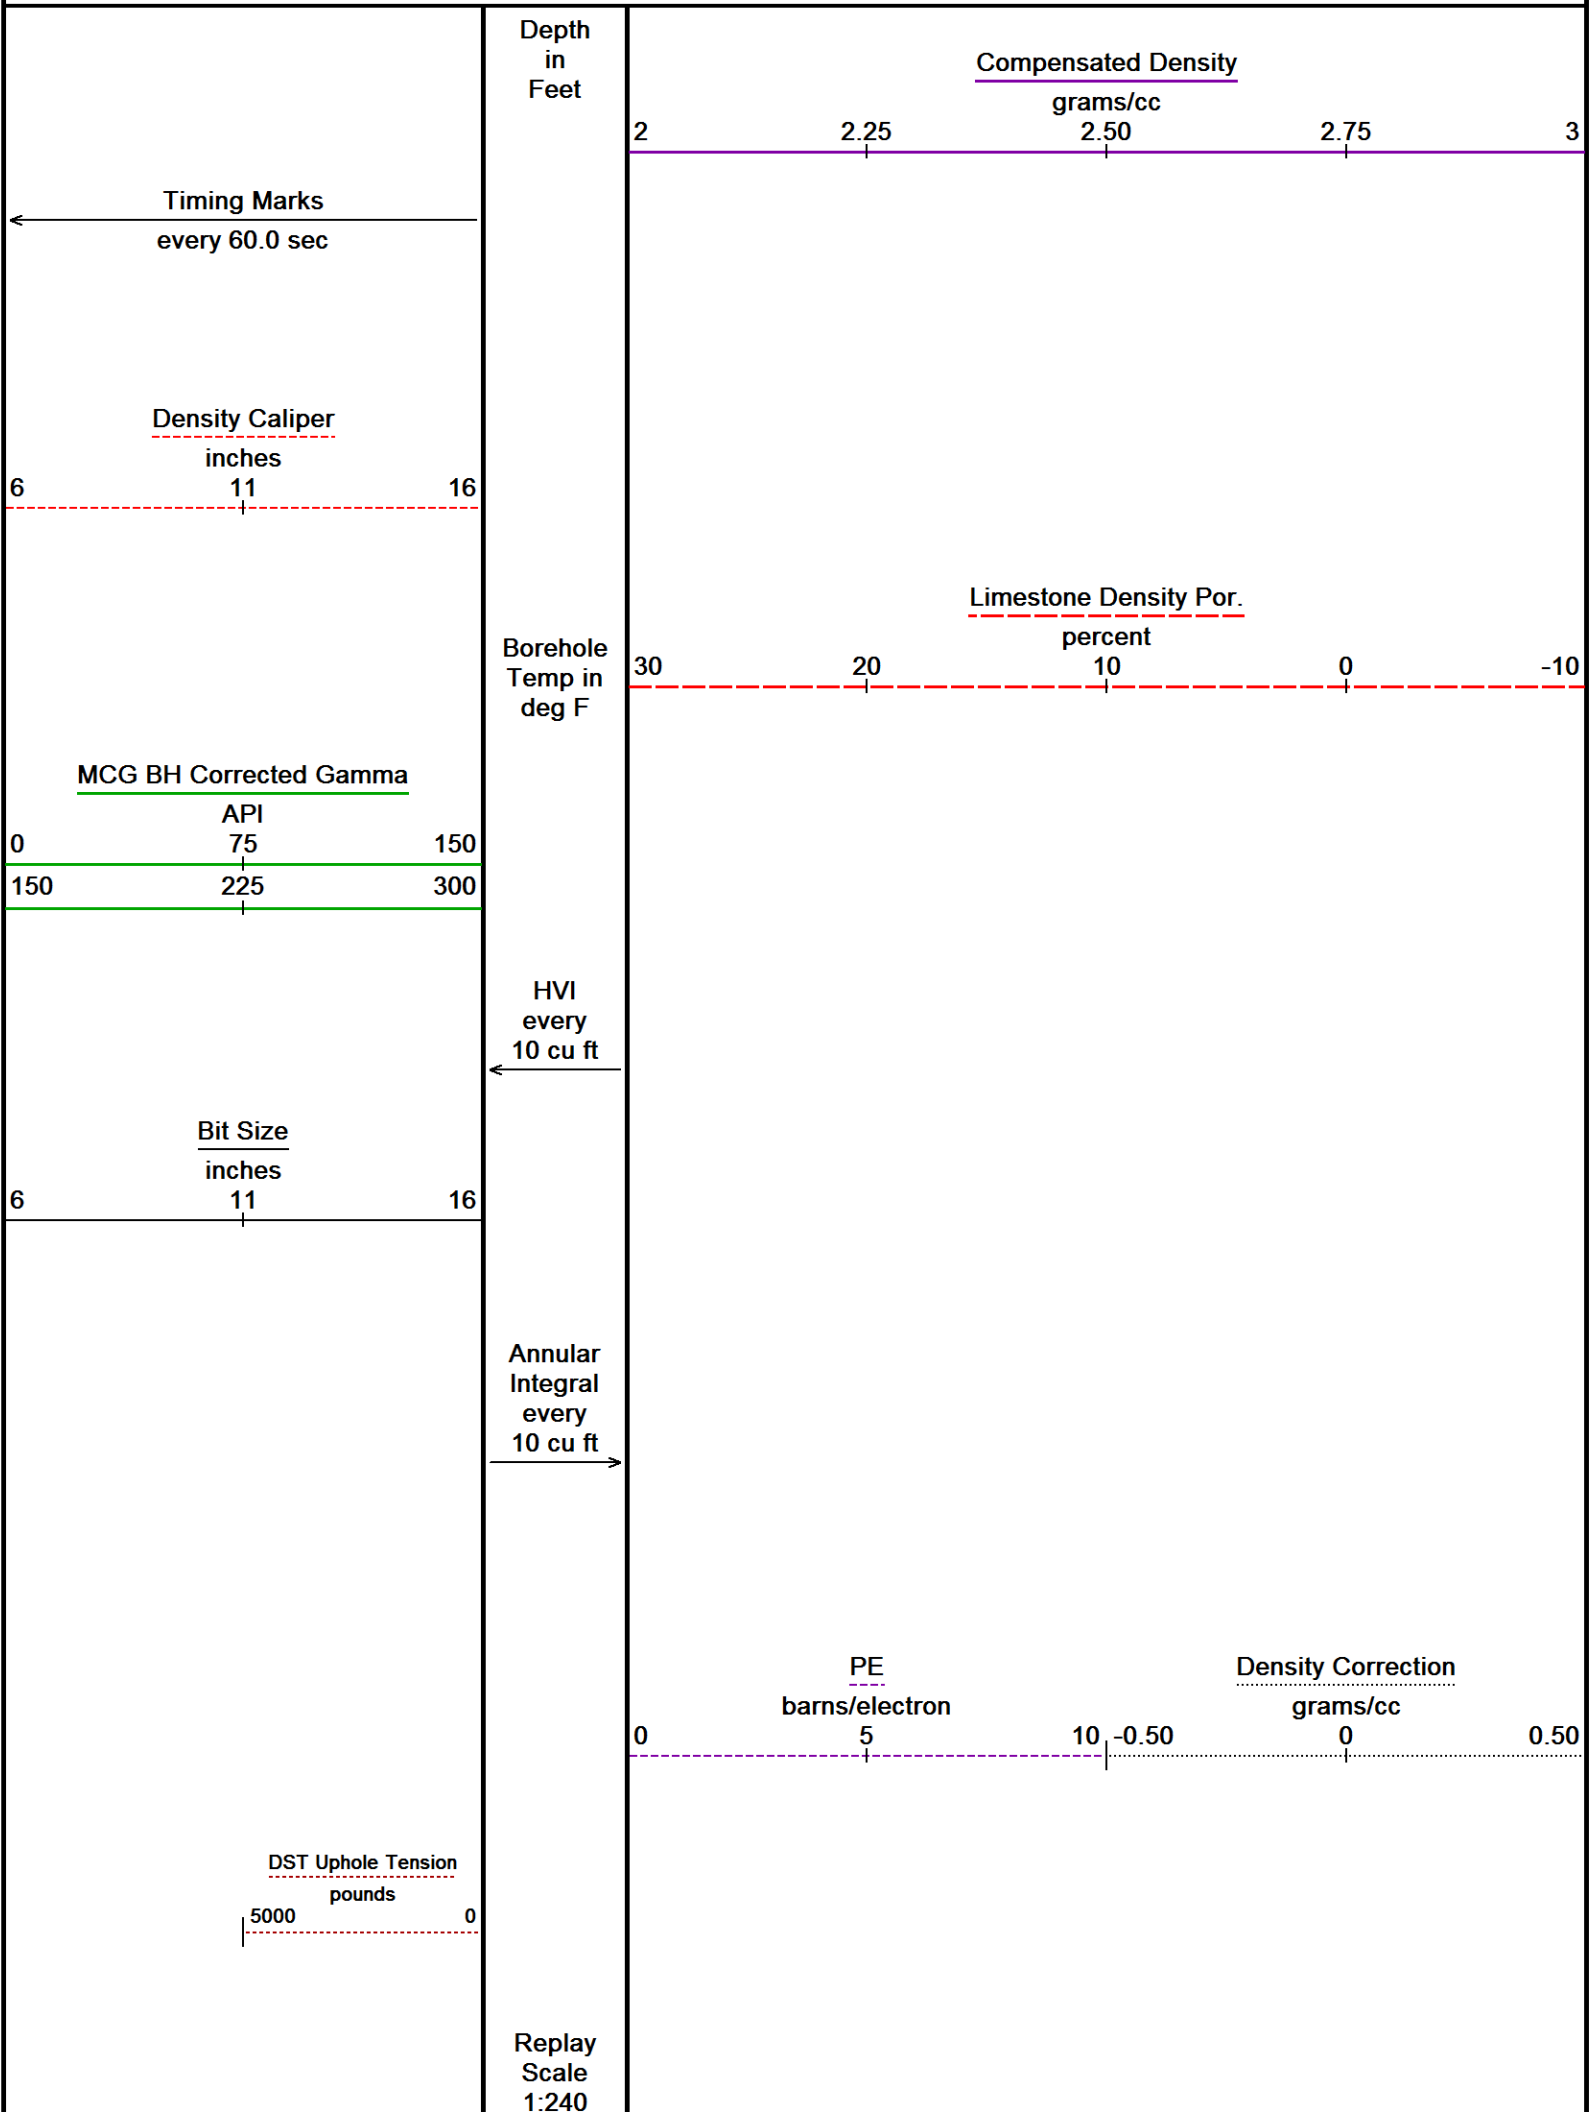 Depth
in
Feet
Compensated Density
grams/cc
2 2.25 2.50 2.75 3
Timing Marks
every 60.0 sec
Density Caliper
inches
6 11 16
Limestone Density Por.
percent
30 20 10 0 -10
Borehole
Temp in
deg F
MCG BH Corrected Gamma
API
0 75 150
150 225 300
HVI
every
10 cu ft
Bit Size
inches
6 11 16
Annular
Integral
every
10 cu ft
PE
barns/electron
0 5 10
Density Correction
grams/cc
-0.50 0 0.50
DST Uphole Tension
pounds
5000 0
Replay
Scale
1:240